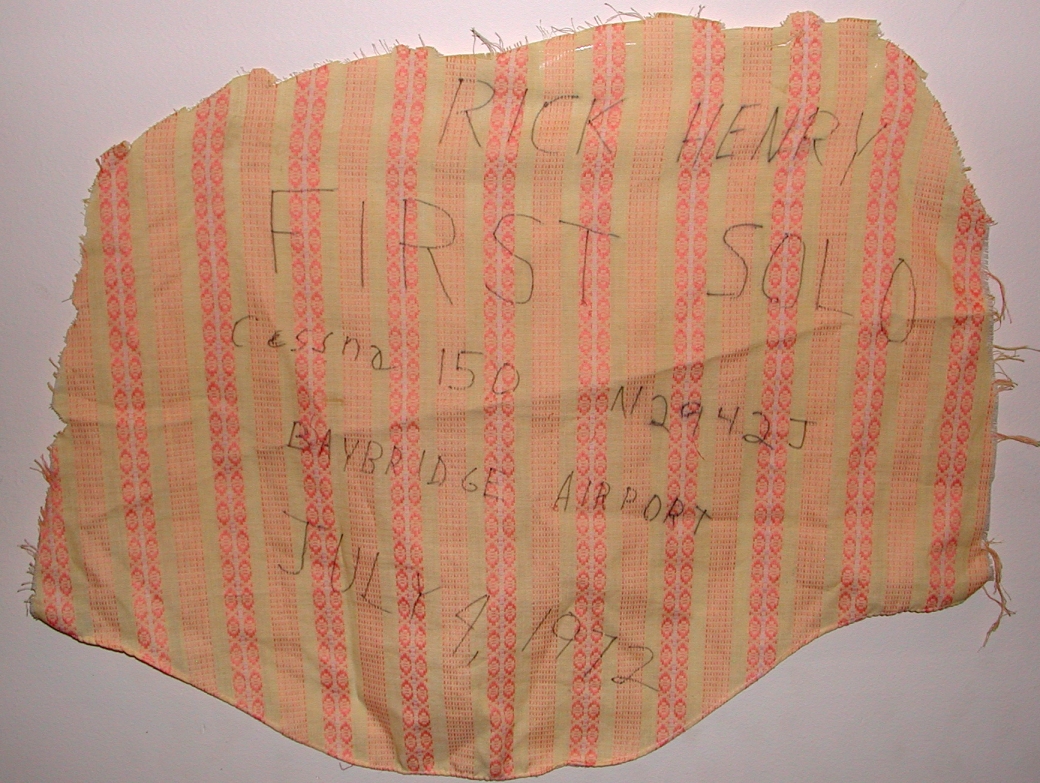 RICK HENRY
FIRST SOLO
Cessna 150 N2942J
BAYBRIDGE AIRPORT
JULY 4, 1972